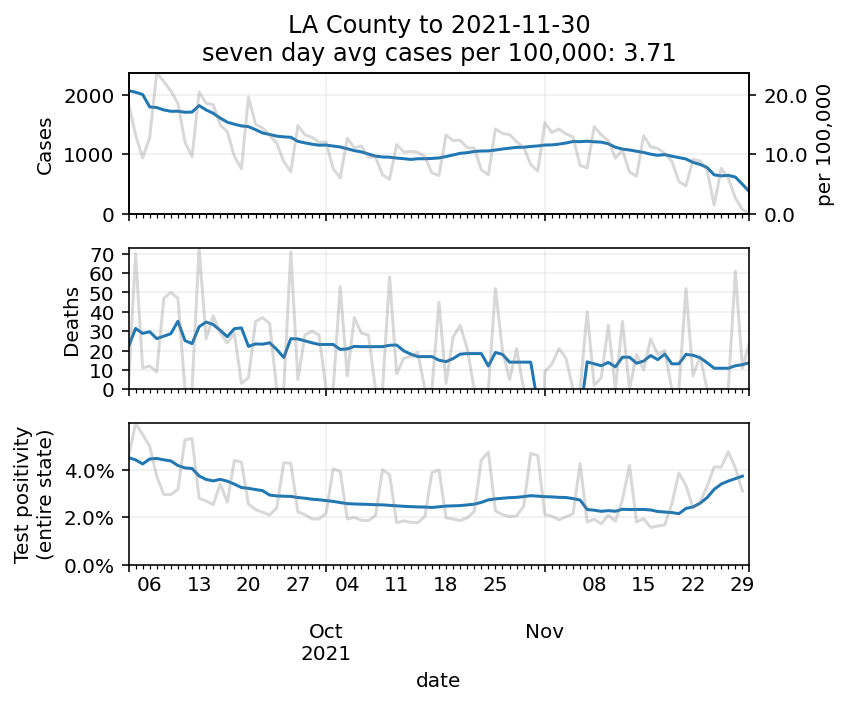 LA County to 2021-11-30
seven day avg cases per 100,000: 3.71
2000
1000
0
Cases
20.0
10.0
0.0
per 100,000
70
60
50
40
30
20
10
0
Deaths
4.0%
2.0%
0.0%
Test positivity
(entire state)
06 13 20 27 04 11 18 25 08 15 22 29
Oct Nov
2021
date